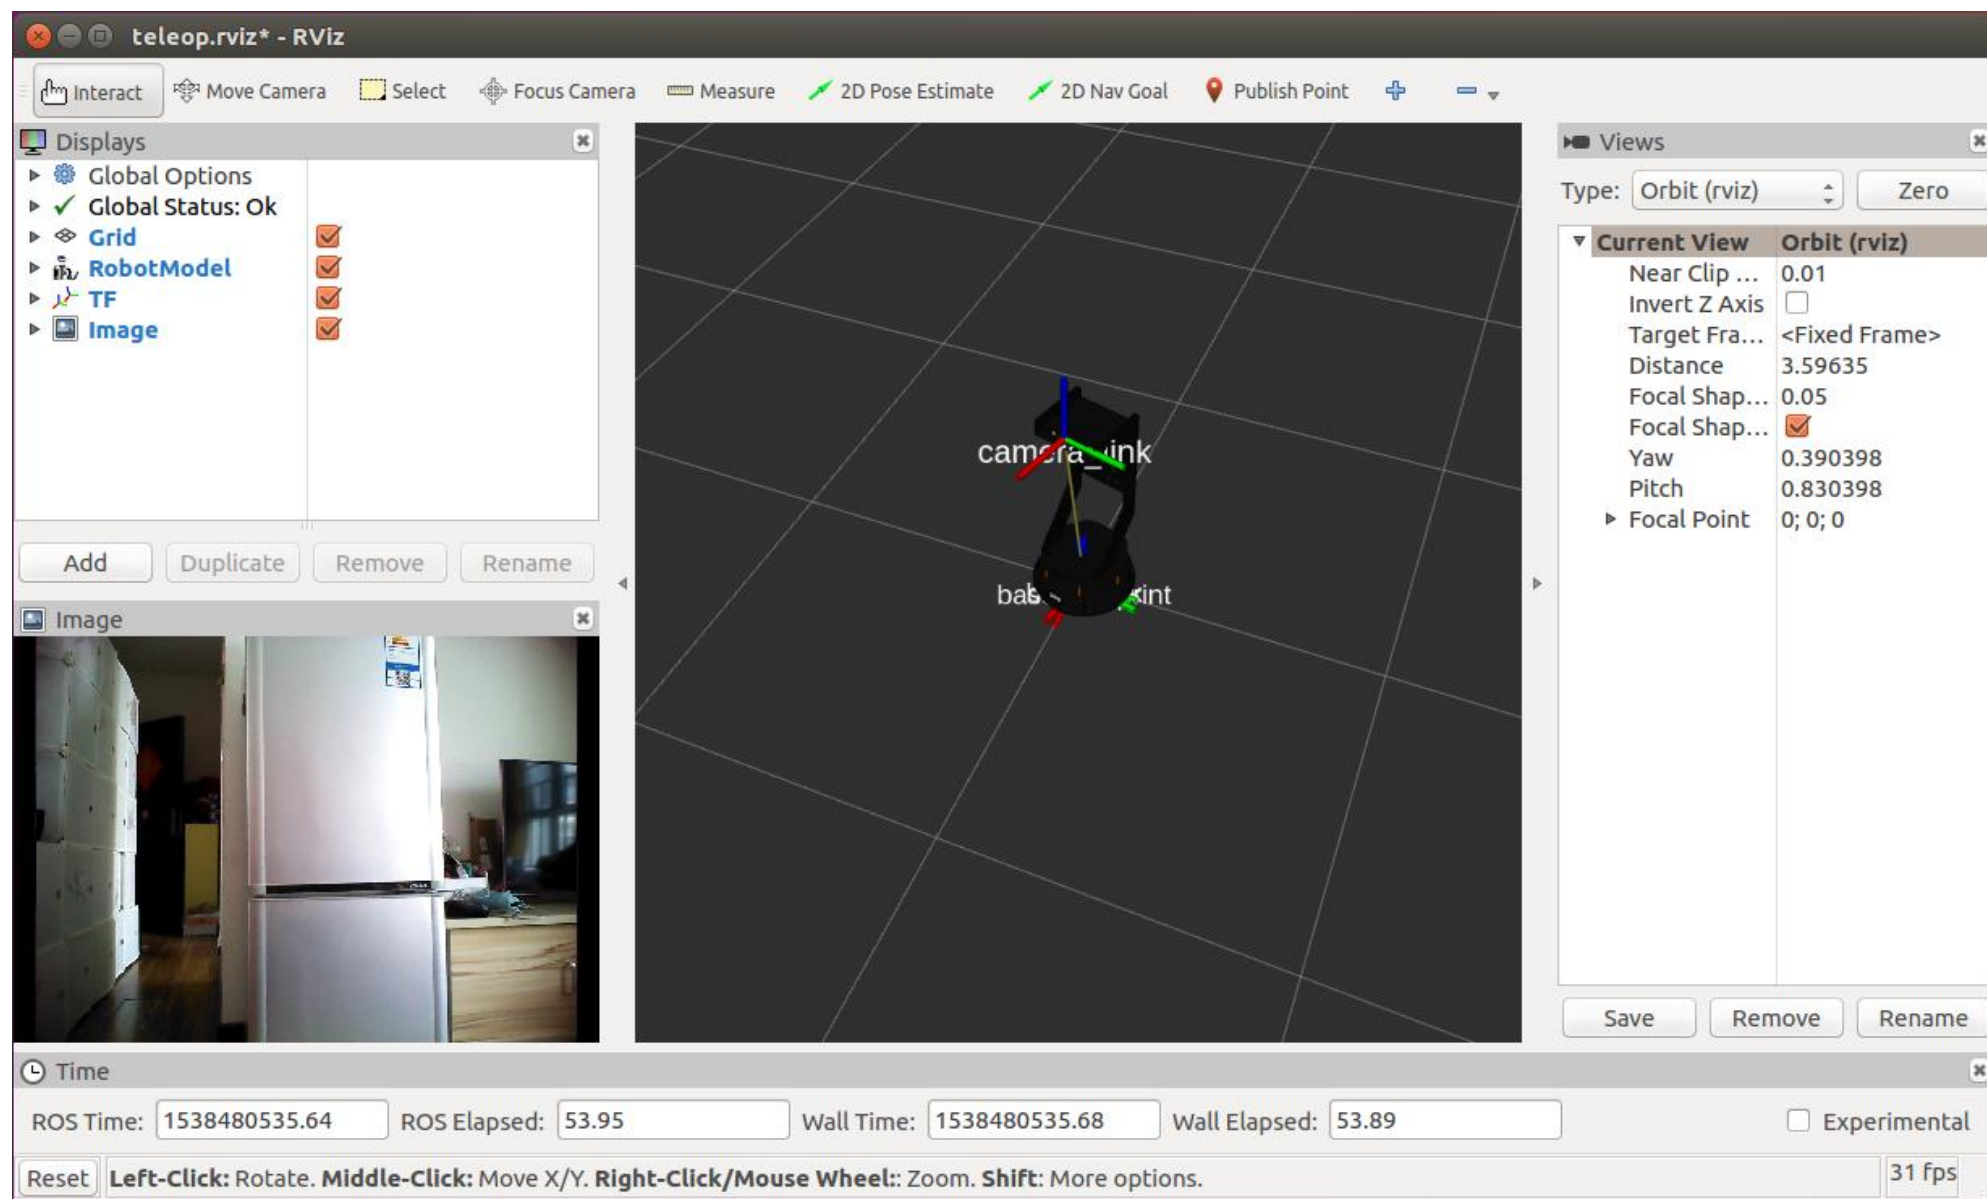 teleop.rviz* - RViz
Interact Move Camera Select Focus Camera Measure 2D Pose Estimate 2D Nav Goal Publish Point
Displays
Global Options
Global Status: Ok
Grid
RobotModel
TF
Image
Add Duplicate Remove Rename
Image
camera_link
Views
Type: Orbit (rviz) Zero
Current View Orbit (rviz)
Near Clip ... 0.01
Invert Z Axis
Target Fra... <Fixed Frame>
Distance 3.59635
Focal Shap... 0.05
Focal Shap...
Yaw 0.390398
Pitch 0.830398
Focal Point 0; 0; 0
Save Remove Rename
Time
ROS Time: 1538480535.64 ROS Elapsed: 53.95 Wall Time: 1538480535.68 Wall Elapsed: 53.89 Experimental
Reset Left-Click: Rotate. Middle-Click: Move X/Y. Right-Click/Mouse Wheel:: Zoom. Shift: More options. 31 fps